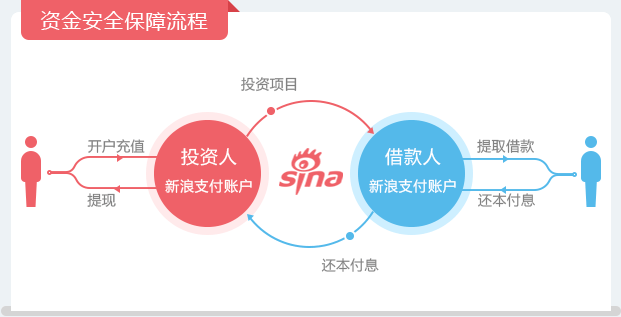 资金安全保障流程
投资项目
开户充值
提现
投资人
新浪支付账户
sina
借款人
新浪支付账户
提取借款
还本付息
还本付息